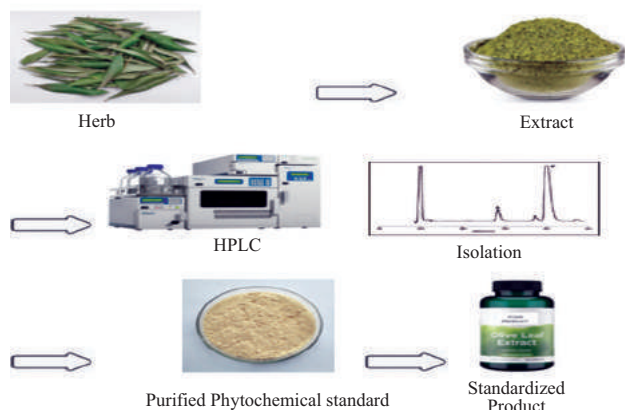 Herb
Extract
HPLC
Isolation
Olive Leaf
Extract
Purified Phytochemical standard
Standardized
Product